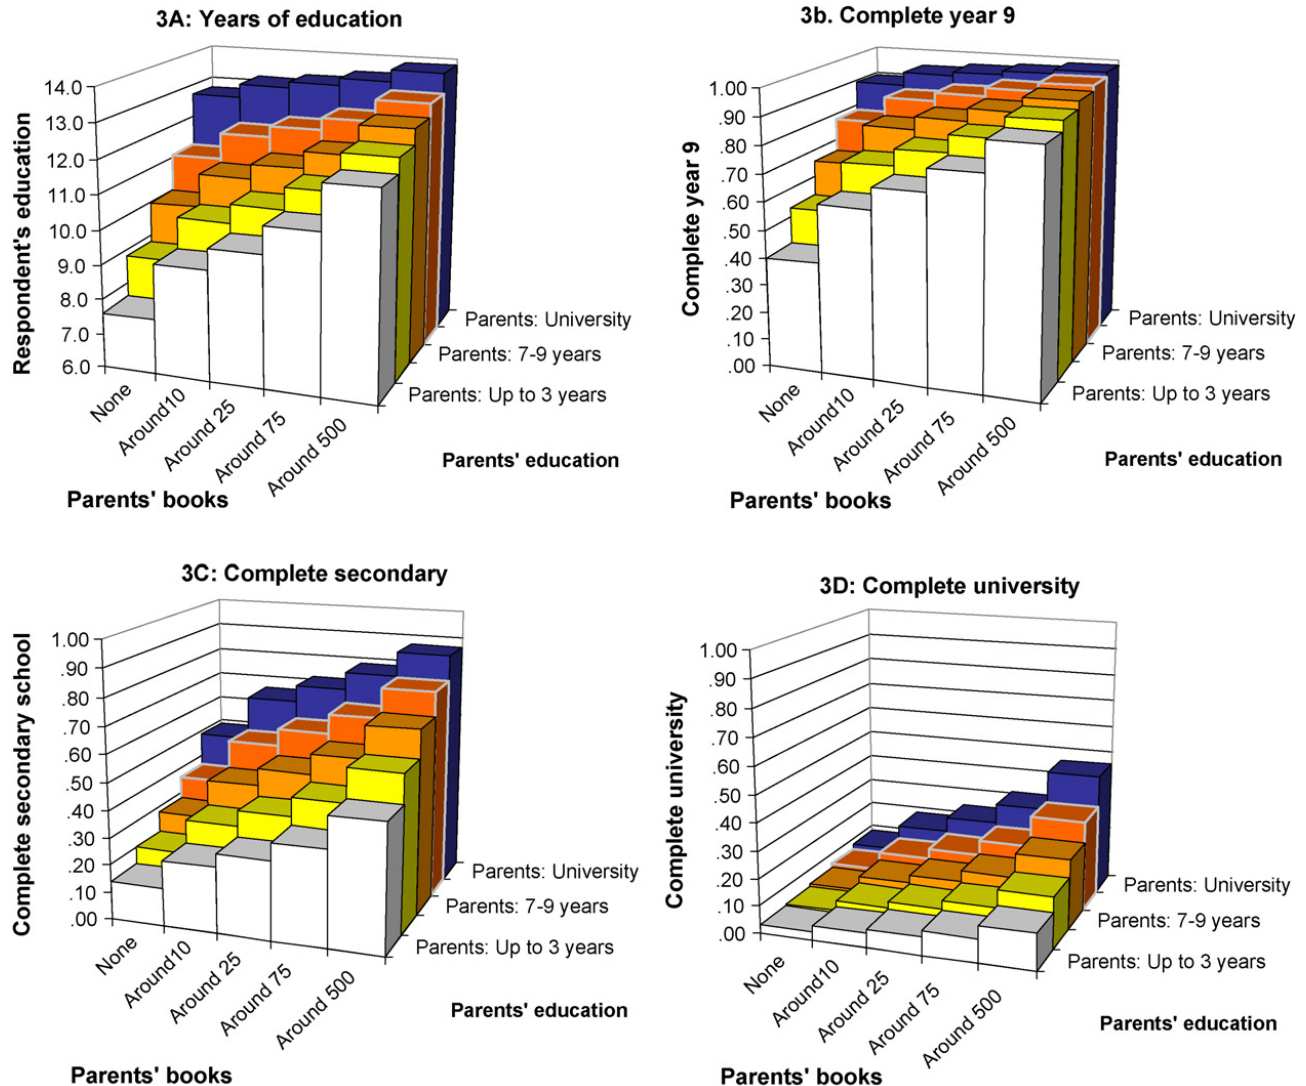 3A: Years of education
Respondent's education
14.0
13.0
12.0
11.0
10.0
9.0
8.0
7.0
6.0
None
Around10
Around 25
Around 75
Around 500
Parents' books
Parents: University
Parents: 7-9 years
Parents: Up to 3 years
Parents' education
3b. Complete year 9
Complete year 9
1.00
.90
.80
.70
.60
.50
.40
.30
.20
.10
.00
None
Around10
Around 25
Around 75
Around 500
Parents' books
Parents: University
Parents: 7-9 years
Parents: Up to 3 years
Parents' education
3C: Complete secondary
Complete secondary school
1.00
.90
.80
.70
.60
.50
.40
.30
.20
.10
.00
None
Around10
Around 25
Around 75
Around 500
Parents' books
Parents: University
Parents: 7-9 years
Parents: Up to 3 years
Parents' education
3D: Complete university
Complete university
1.00
.90
.80
.70
.60
.50
.40
.30
.20
.10
.00
None
Around10
Around 25
Around 75
Around 500
Parents' books
Parents: University
Parents: 7-9 years
Parents: Up to 3 years
Parents' education